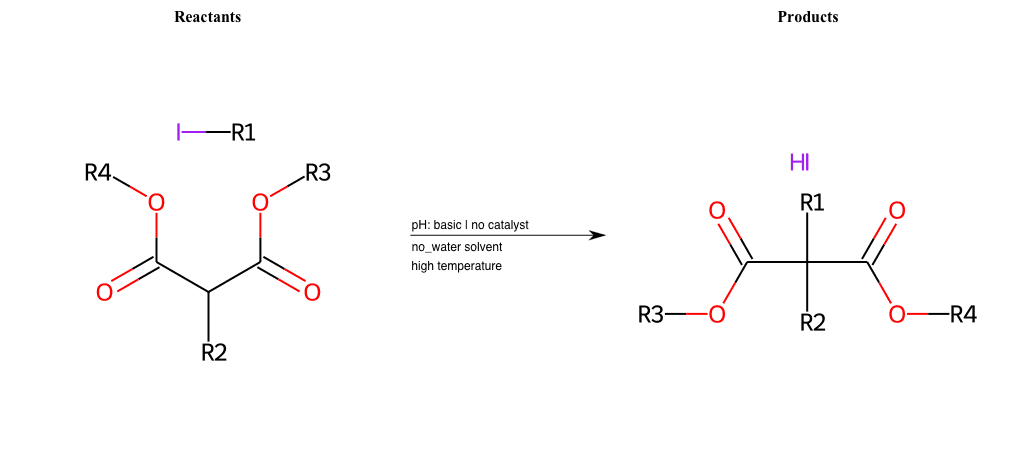 Reactants
Products
I R1
R4 R3
O O
O O
R2
pH: basic | no catalyst
no_water solvent
high temperature
HI
O R1 O
R3 O R2 O R4